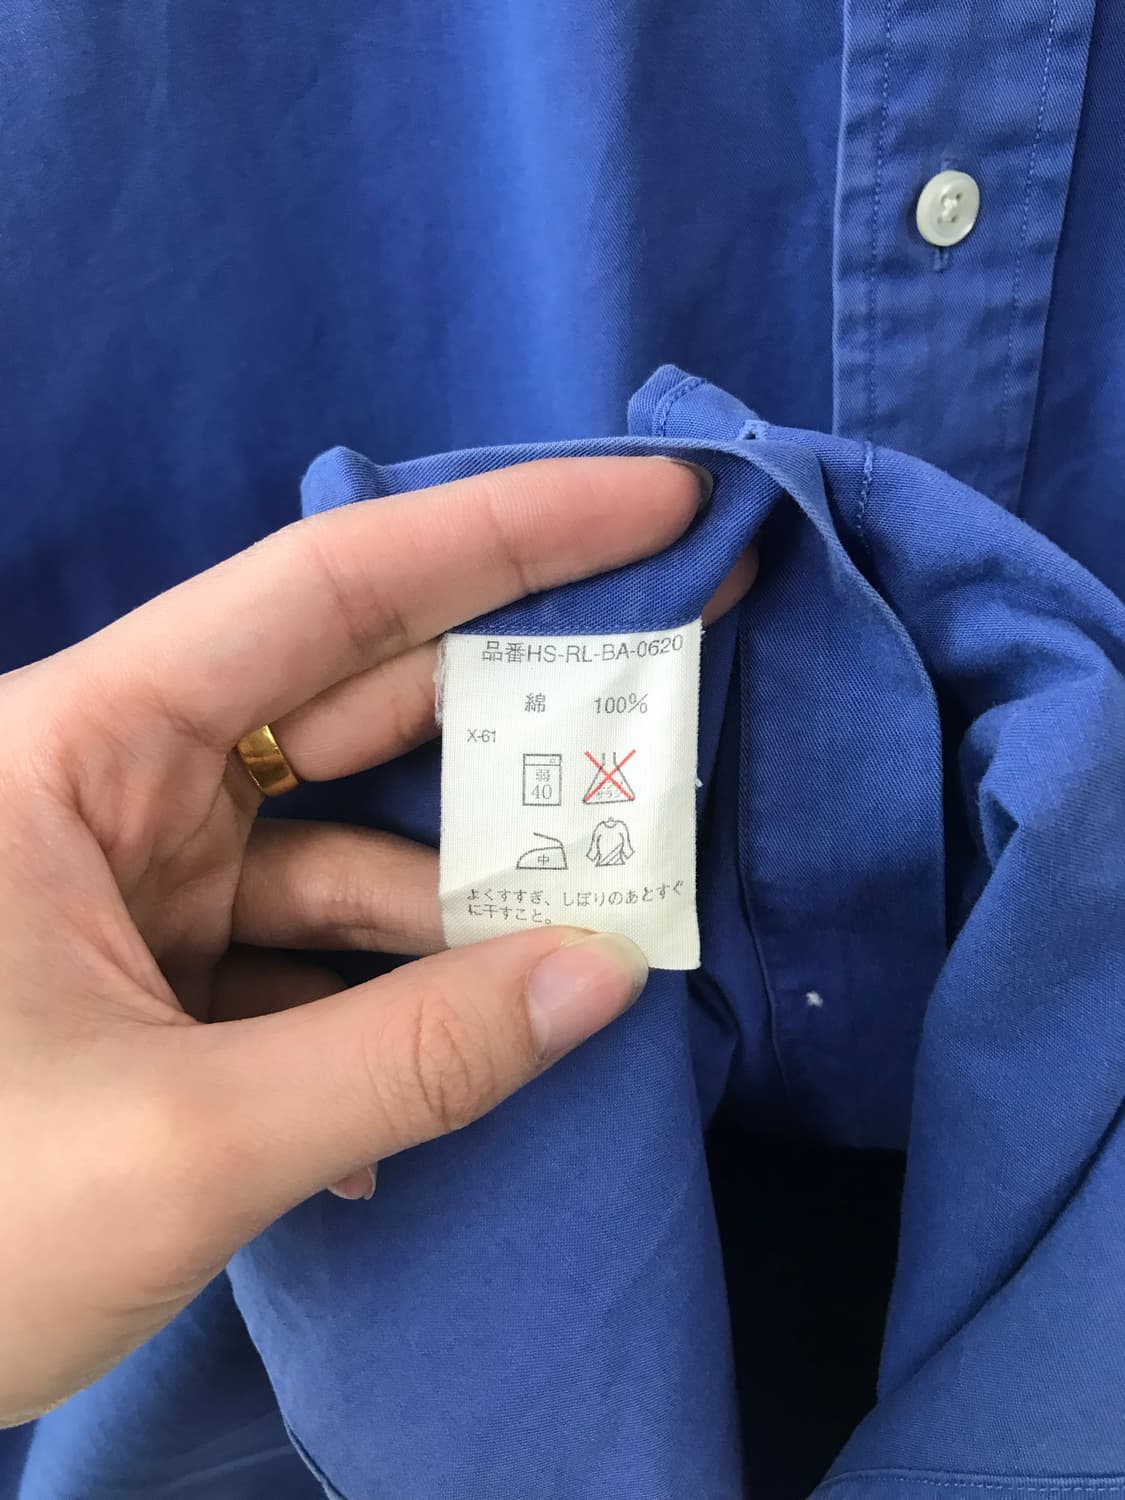 品番HS-RL-BA-0620
綿 100%
X-61
弱
40
中
よくすすぎ、しぼりのあとすぐ
に干すこと。